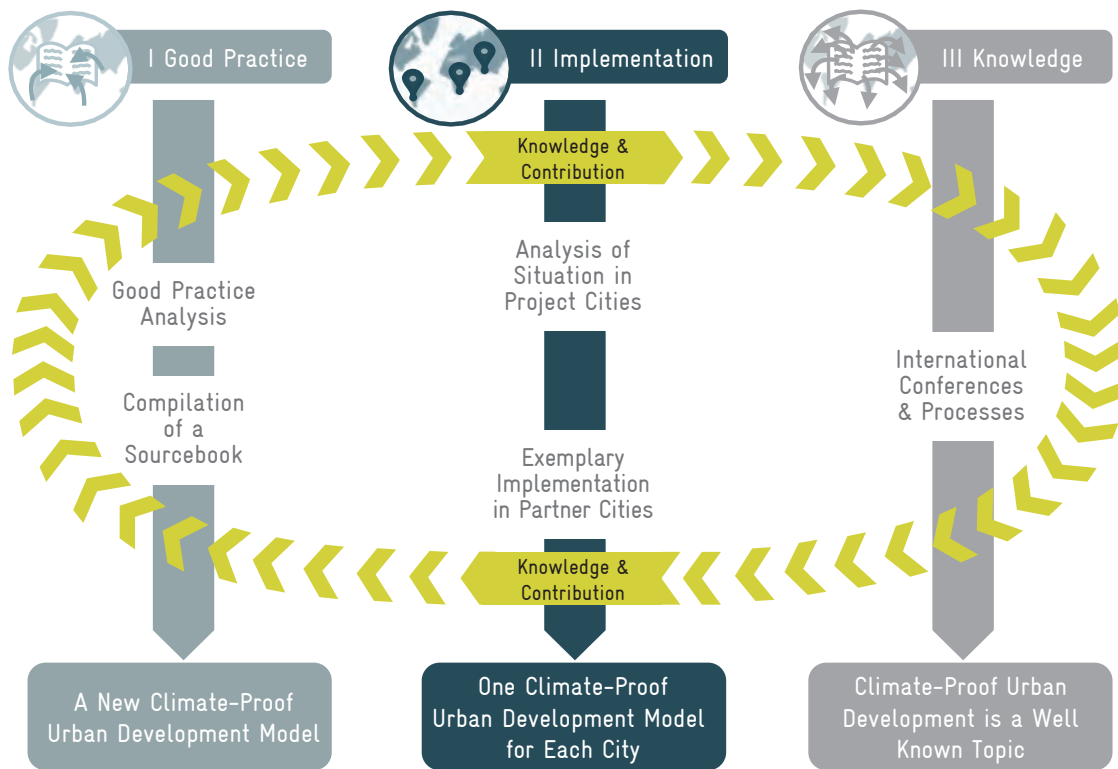 I Good Practice
II Implementation
III Knowledge
Knowledge &
Contribution
Good Practice
Analysis
Compilation
of a
Sourcebook
Analysis of
Situation in
Project Cities
Exemplary
Implementation
in Partner Cities
International
Conferences
& Processes
Knowledge &
Contribution
A New Climate-Proof
Urban Development Model
One Climate-Proof
Urban Development Model
for Each City
Climate-Proof Urban
Development is a Well
Known Topic